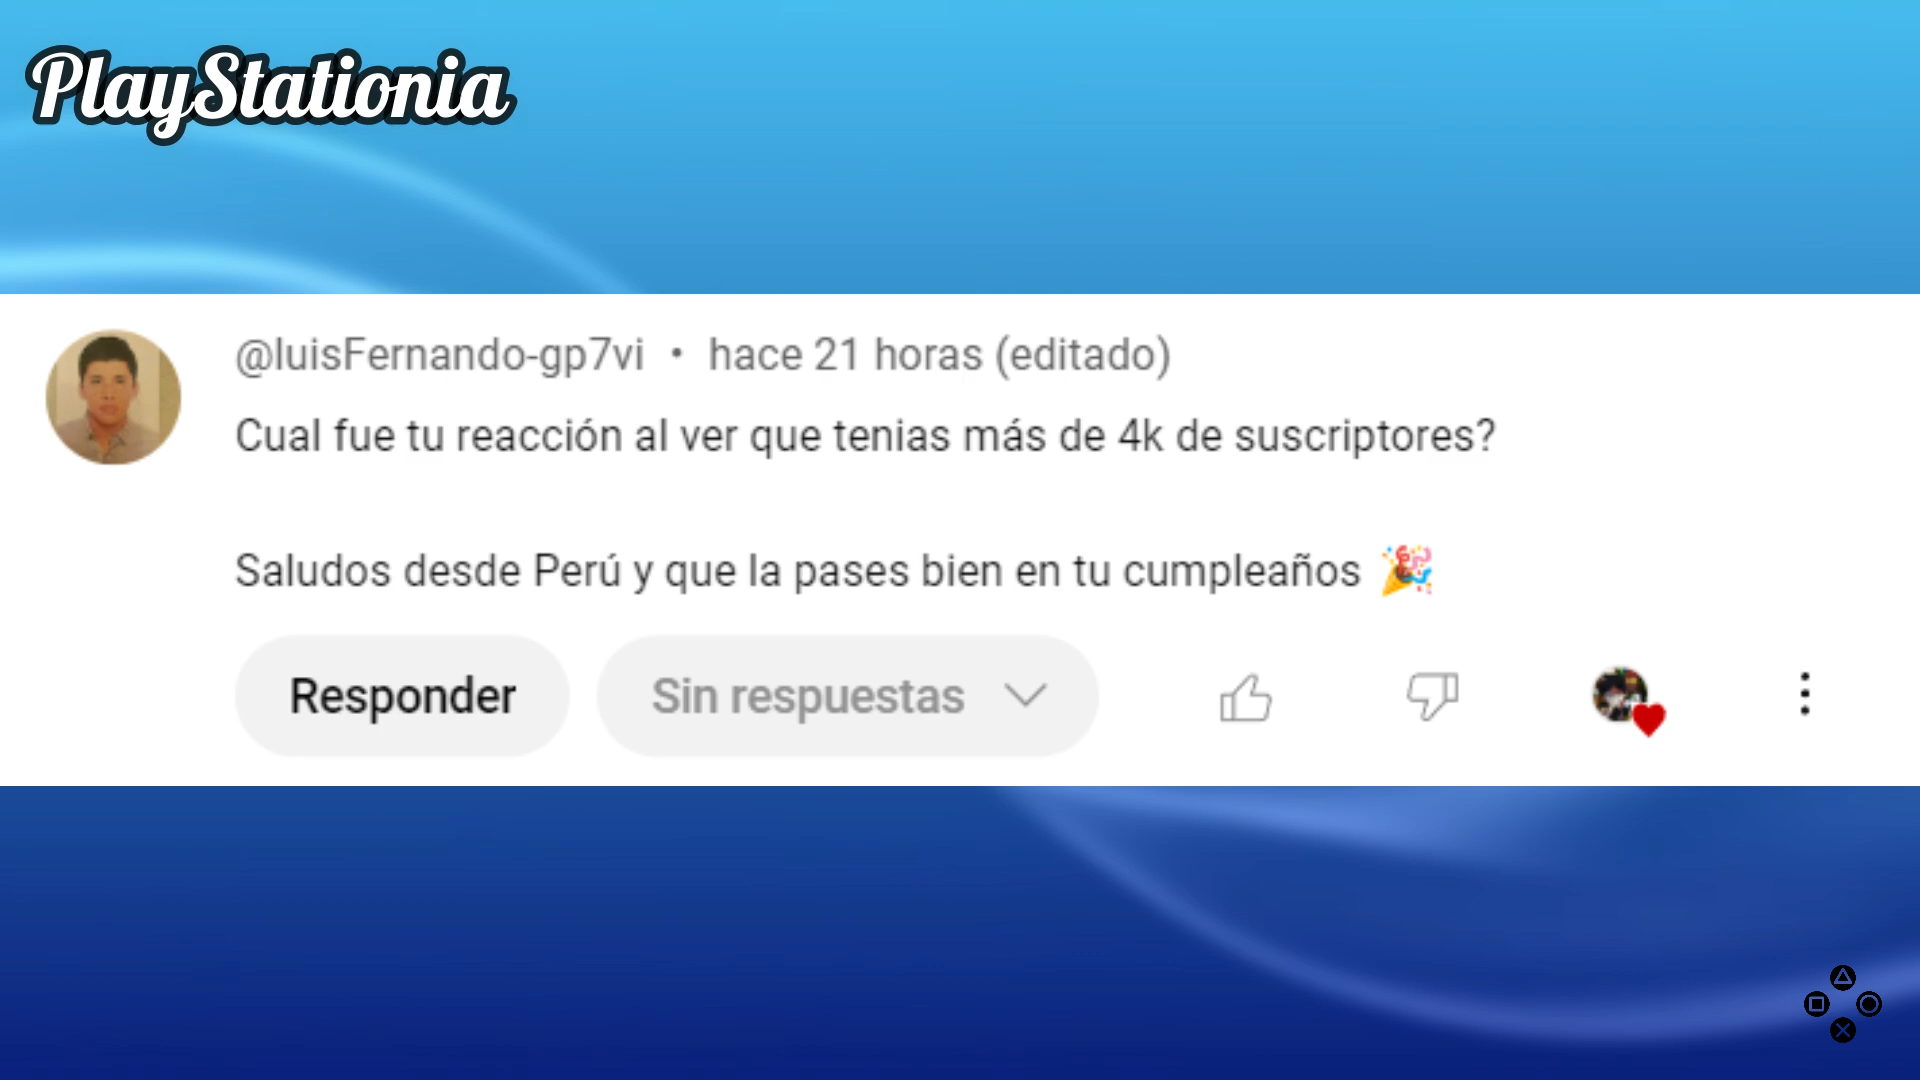 PlayStationia
@luisFernando-gp7vi • hace 21 horas (editado)
Cual fue tu reacción al ver que tenias más de 4k de suscriptores?
Saludos desde Perú y que la pases bien en tu cumpleaños 🎉
Responder
Sin respuestas